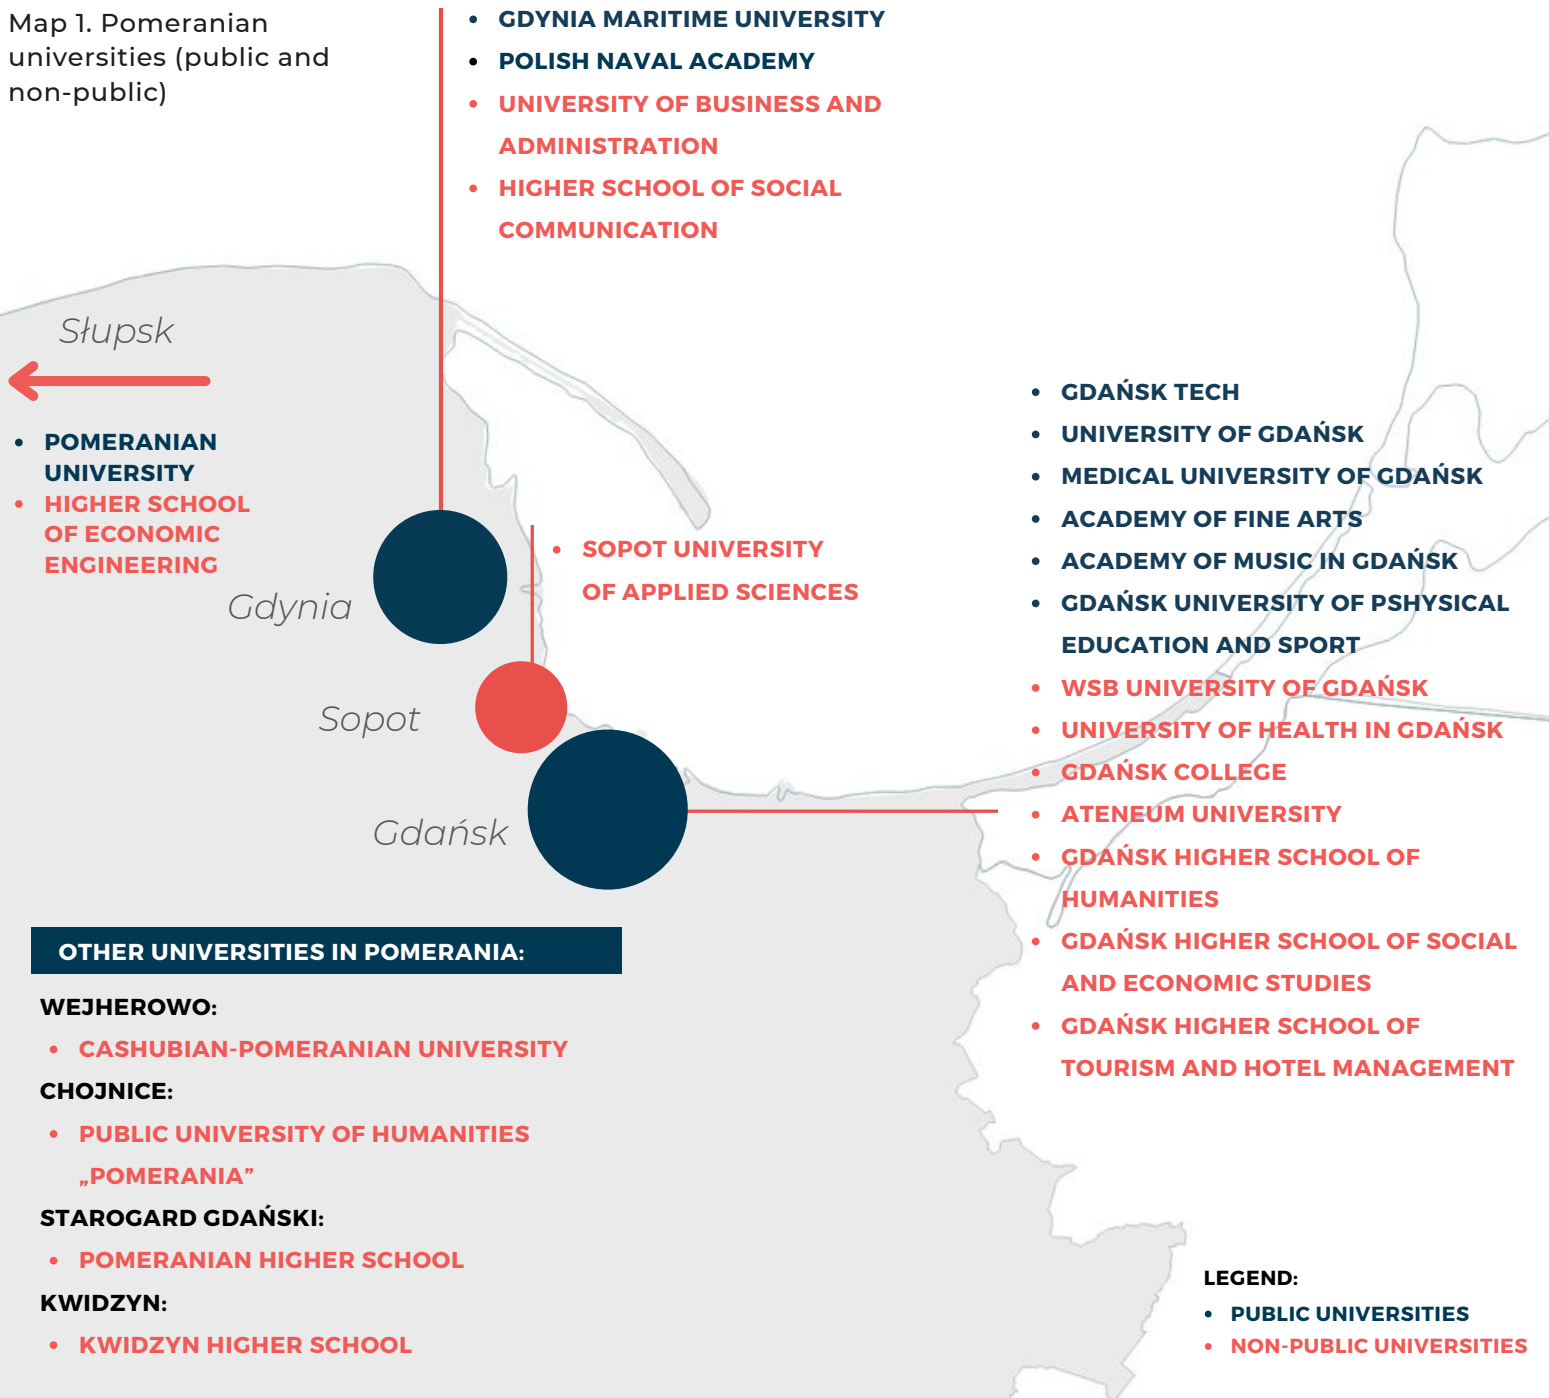 Map 1. Pomeranian
universities (public and
non-public)
• GDYNIA MARITIME UNIVERSITY
• POLISH NAVAL ACADEMY
• UNIVERSITY OF BUSINESS AND
ADMINISTRATION
• HIGHER SCHOOL OF SOCIAL
COMMUNICATION
Słupsk
• POMERANIAN
UNIVERSITY
• HIGHER SCHOOL
OF ECONOMIC
ENGINEERING
Gdynia
• SOPOT UNIVERSITY
OF APPLIED SCIENCES
Sopot
Gdańsk
• GDAŃSK TECH
• UNIVERSITY OF GDAŃSK
• MEDICAL UNIVERSITY OF GDAŃSK
• ACADEMY OF FINE ARTS
• ACADEMY OF MUSIC IN GDAŃSK
• GDAŃSK UNIVERSITY OF PSHYSICAL
EDUCATION AND SPORT
• WSB UNIVERSITY OF GDAŃSK
• UNIVERSITY OF HEALTH IN GDAŃSK
• GDAŃSK COLLEGE
• ATENEUM UNIVERSITY
• GDAŃSK HIGHER SCHOOL OF
HUMANITIES
• GDAŃSK HIGHER SCHOOL OF SOCIAL
AND ECONOMIC STUDIES
• GDAŃSK HIGHER SCHOOL OF
TOURISM AND HOTEL MANAGEMENT
OTHER UNIVERSITIES IN POMERANIA:
WEJHEROWO:
• CASHUBIAN-POMERANIAN UNIVERSITY
CHOJNICE:
• PUBLIC UNIVERSITY OF HUMANITIES
„POMERANIA”
STAROGARD GDAŃSKI:
• POMERANIAN HIGHER SCHOOL
KWIDZYN:
• KWIDZYN HIGHER SCHOOL
LEGEND:
• PUBLIC UNIVERSITIES
• NON-PUBLIC UNIVERSITIES